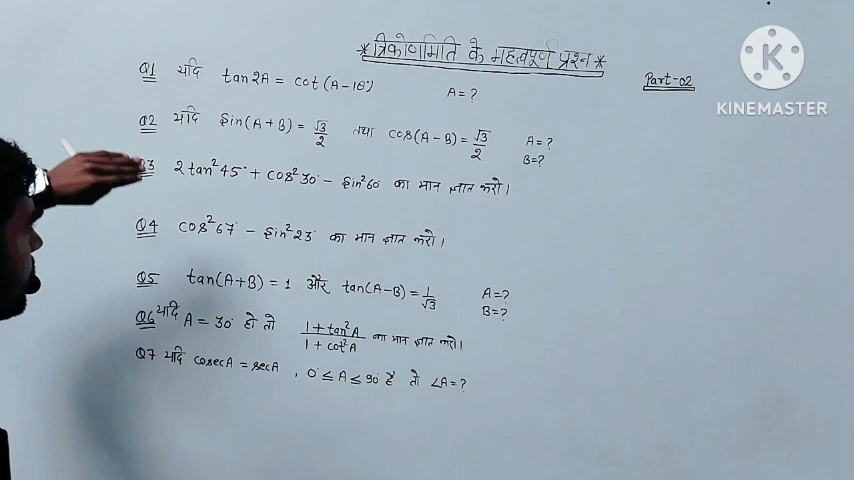 *त्रिकोणमिति के महत्वपूर्ण प्रश्न*
Part-02
KINEMASTER
Q1 यदि tan2A = cot(A-18°) A=?
Q2 यदि sin(A+B) = √3/2 तथा cos(A-B) = √3/2 A=?
B=?
Q3 2tan²45° + cos²30° - sin²60 का मान ज्ञात करो।
Q4 cos²67° - sin²23° का मान ज्ञात करो।
Q5 tan(A+B) = 1 और tan(A-B) = 1/√3 A=?
B=?
Q6 यदि A = 30° हो तो 1+tan²A/1+cot²A का मान ज्ञात करो।
Q7 यदि cosecA = secA, 0° ≤ A ≤ 90° है तो ∠A=?